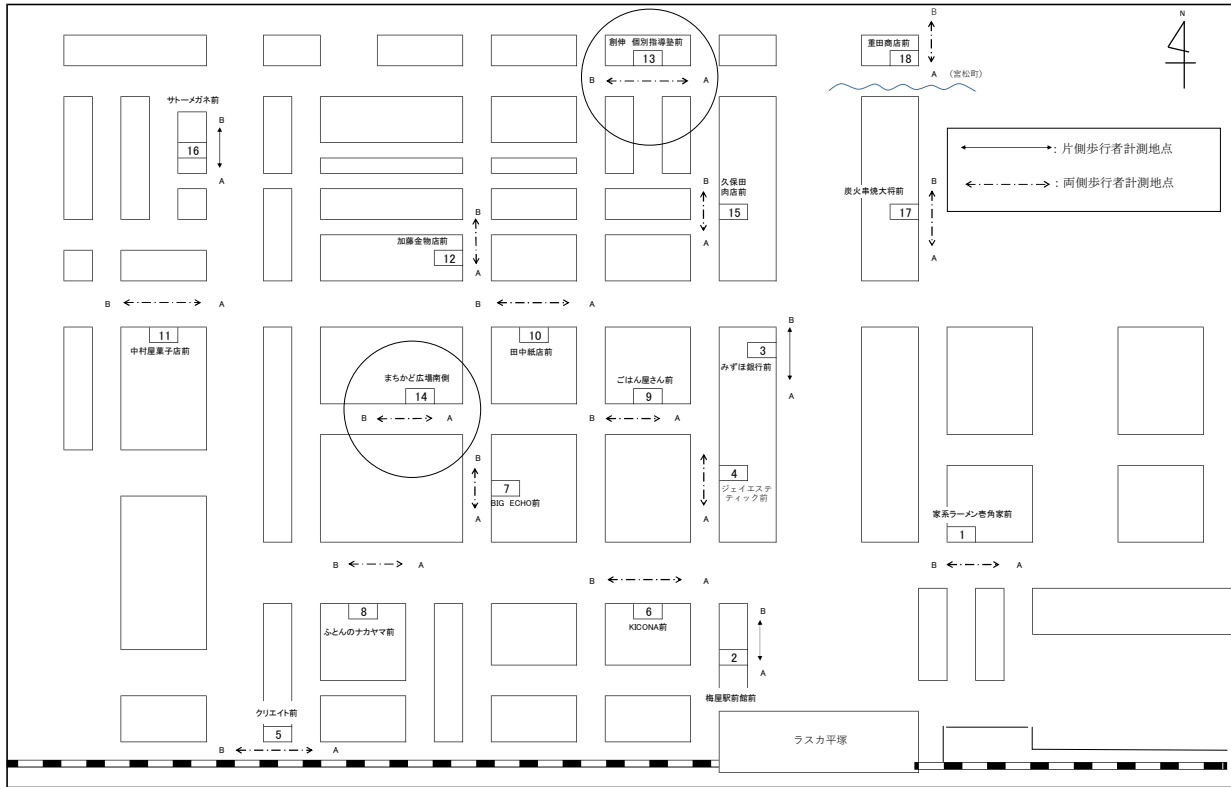 B
創伸 個別指導塾前
13
B
A
重田商店前
18
A
(宮松町)
N
サトーメガネ前
B
16
A
:片側歩行者計測地点
:両側歩行者計測地点
B
久保田
肉店前
15
A
炭火串焼大将前
B
17
A
B
加藤金物店前
12
A
B
A
11
中村屋菓子店前
B
A
10
田中紙店前
B
3
みずほ銀行前
A
まちかど広場南側
14
B
A
ごはん屋さん前
9
B
A
B
7
BIG ECHO前
A
4
ジェイエステ
ティック前
家系ラーメン壱角家前
1
B
A
B
A
8
ふとんのナカヤマ前
B
A
6
KICONA前
B
2
A
梅屋駅前館前
クリエイト前
5
B
A
ラスカ平塚